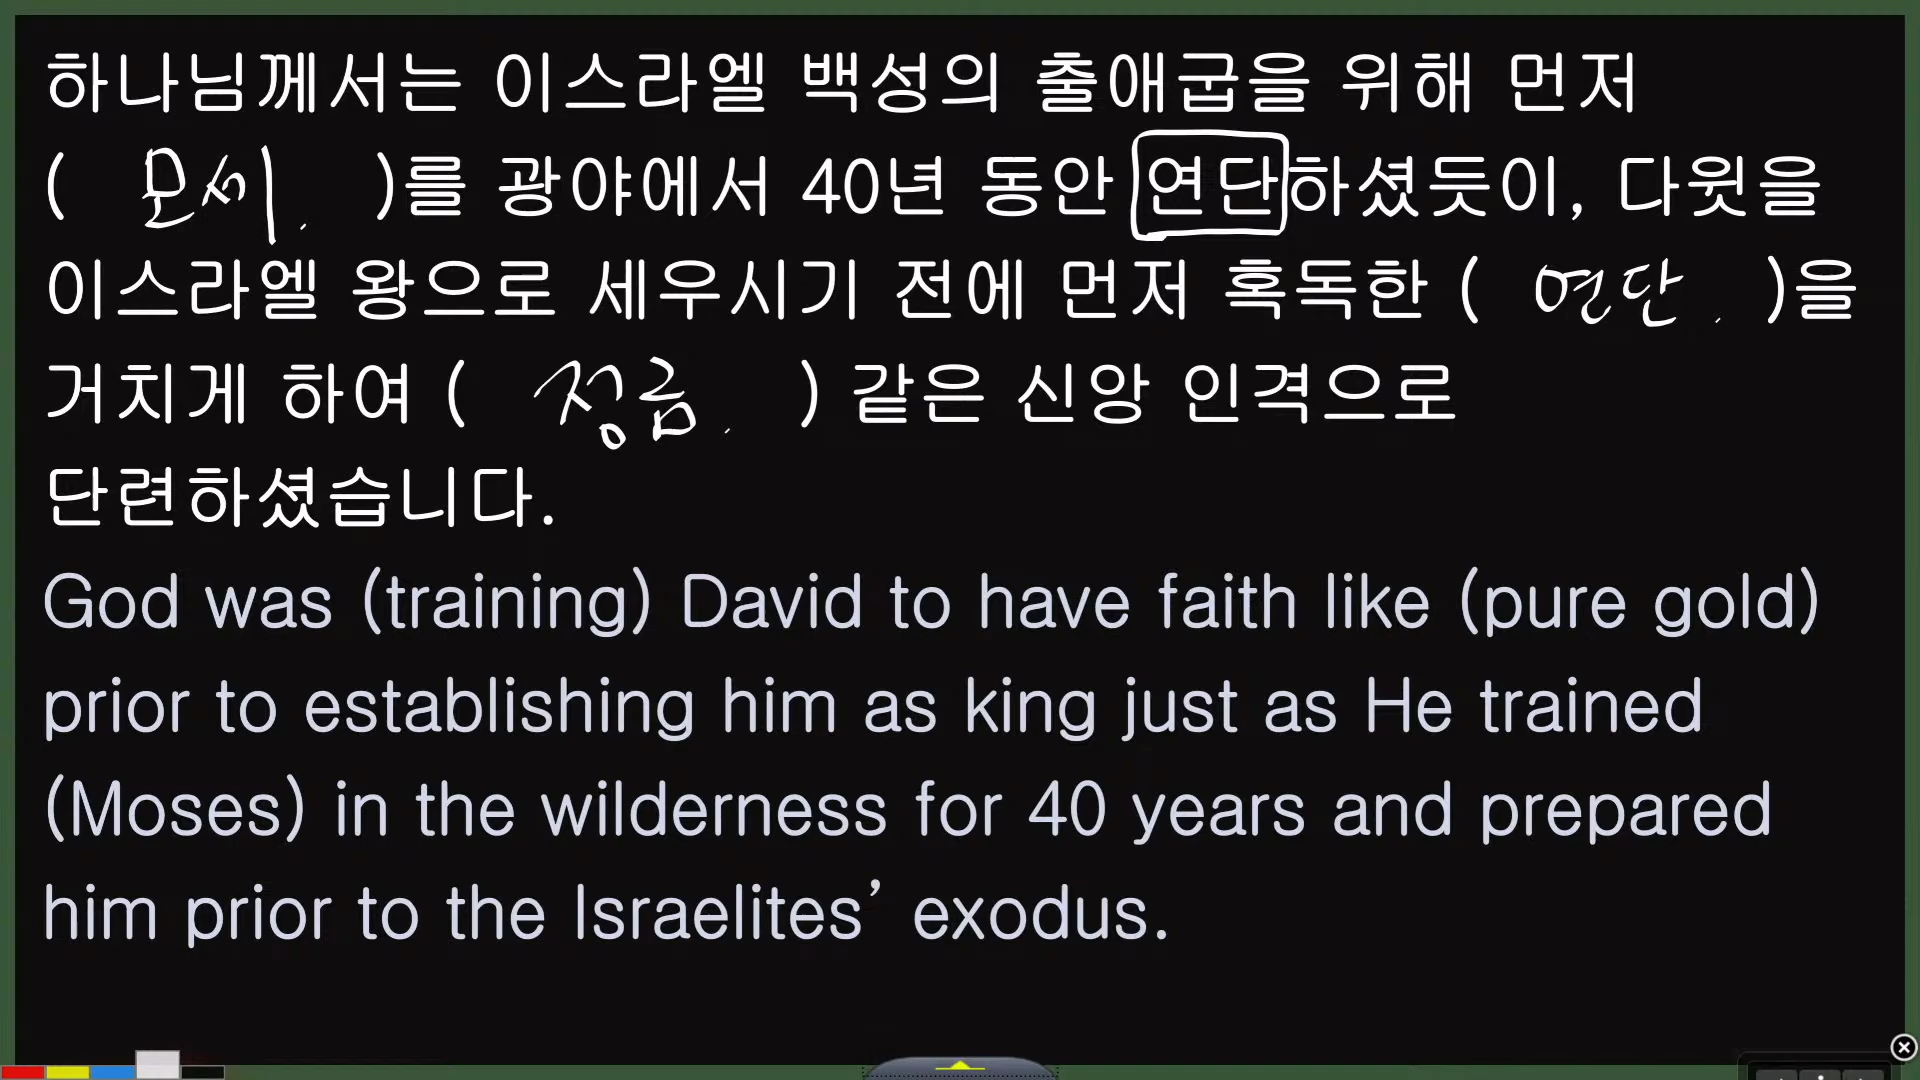 하나님께서는 이스라엘 백성의 출애굽을 위해 먼저
( 모세. )를 광야에서 40년 동안 연단하셨듯이, 다윗을
이스라엘 왕으로 세우시기 전에 먼저 혹독한 ( 연단. )을
거치게 하여 ( 정금. ) 같은 신앙 인격으로
단련하셨습니다.
God was (training) David to have faith like (pure gold)
prior to establishing him as king just as He trained
(Moses) in the wilderness for 40 years and prepared
him prior to the Israelites’ exodus.